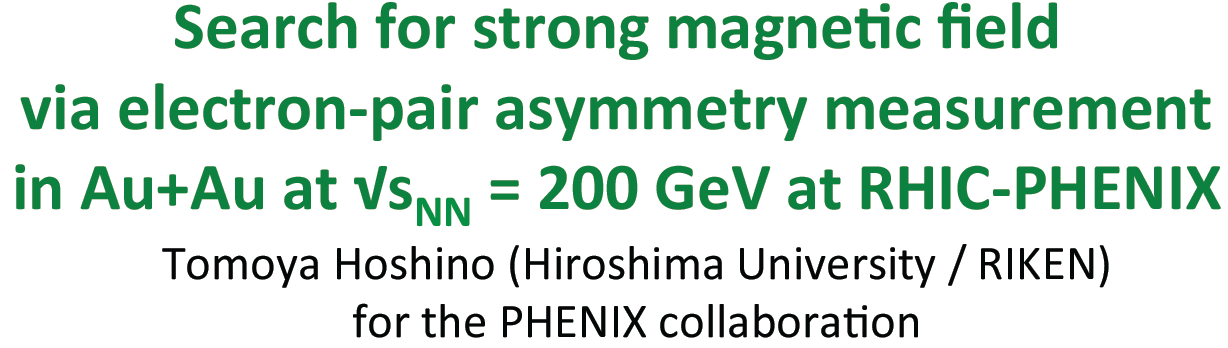 Search for strong magnetic field
via electron-pair asymmetry measurement
in Au+Au at √sNN = 200 GeV at RHIC-PHENIX
Tomoya Hoshino (Hiroshima University / RIKEN)
for the PHENIX collaboration